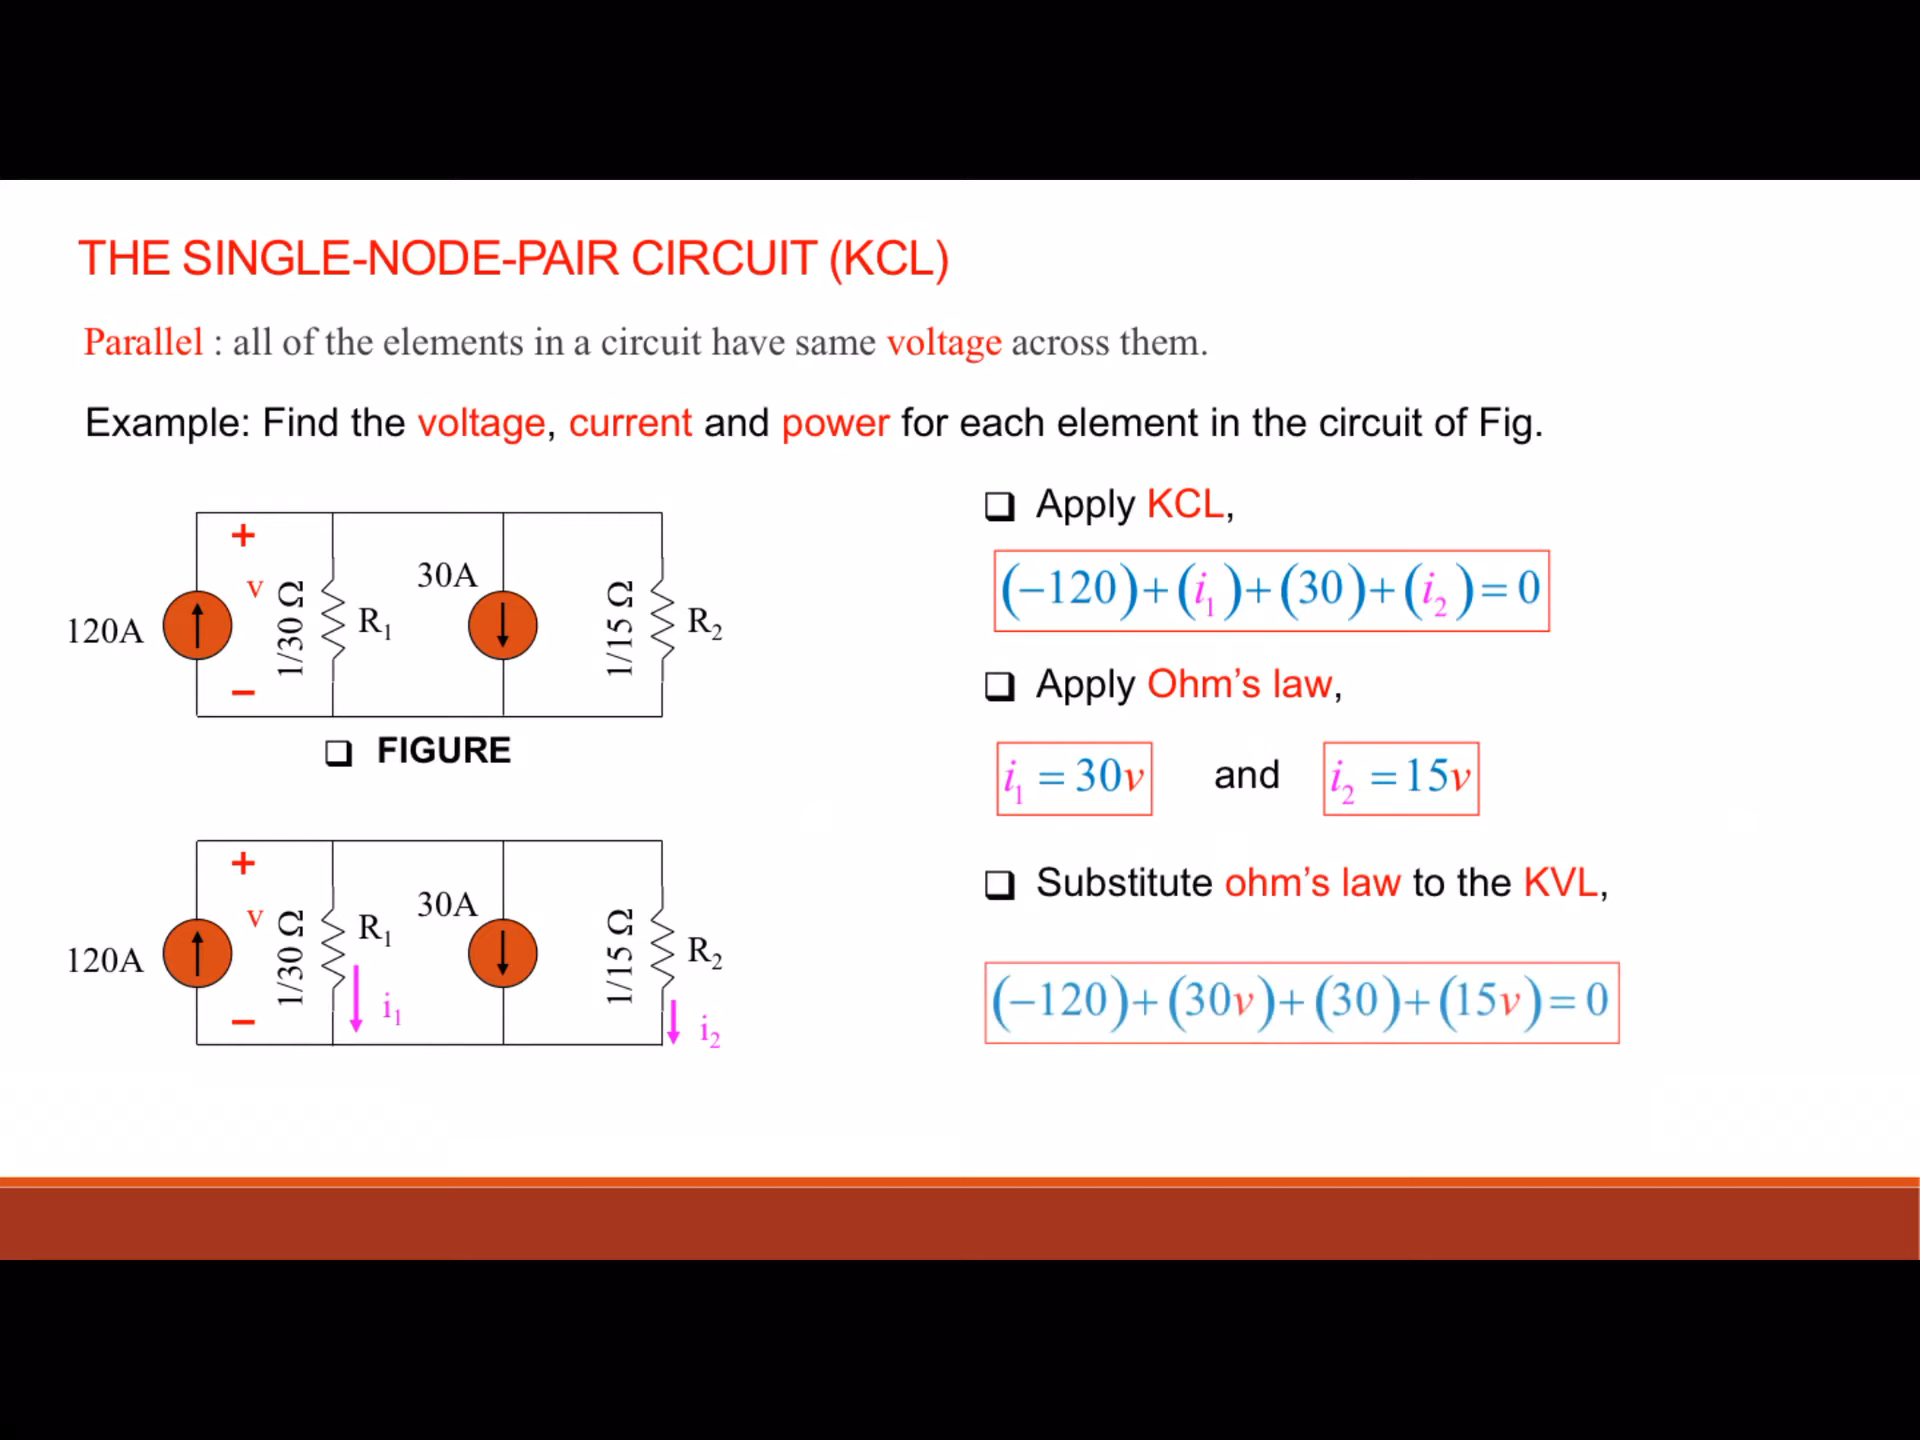 THE SINGLE-NODE-PAIR CIRCUIT (KCL)
Parallel : all of the elements in a circuit have same voltage across them.
Example: Find the voltage, current and power for each element in the circuit of Fig.
120A
+
v
−
1/30 Ω
R₁
30A
1/15 Ω
R₂
❑ FIGURE
120A
+
v
−
1/30 Ω
R₁
i₁
30A
1/15 Ω
R₂
i₂
❑ Apply KCL,
(−120)+(i₁)+(30)+(i₂)=0
❑ Apply Ohm’s law,
i₁ = 30v and i₂ =15v
❑ Substitute ohm’s law to the KVL,
(−120)+(30v)+(30)+(15v)=0